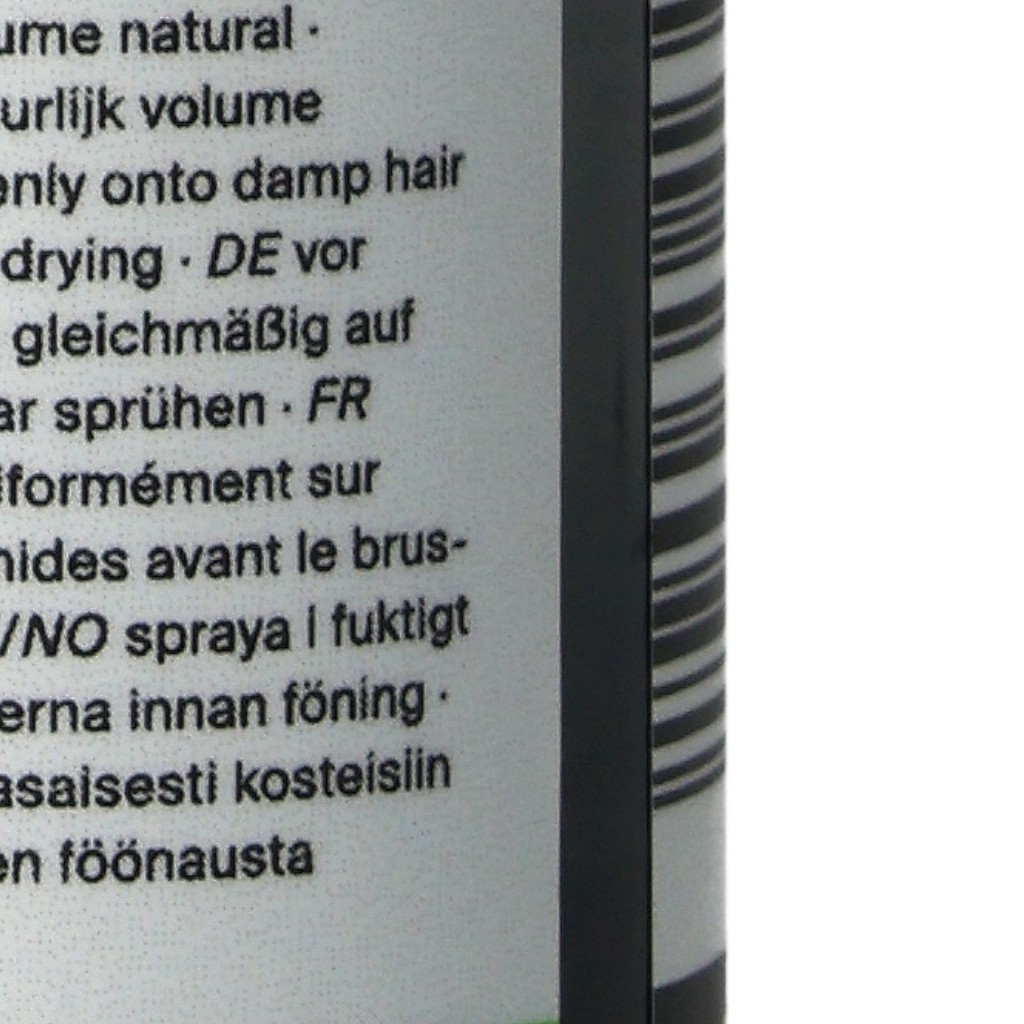 ume natural ·
urlijk volume
enly onto damp hair
drying · DE vor
gleichmäßig auf
ar sprühen · FR
iformément sur
nides avant le brus-
/NO spraya i fuktigt
erna innan föning ·
asaisesti kosteisiin
en föönausta